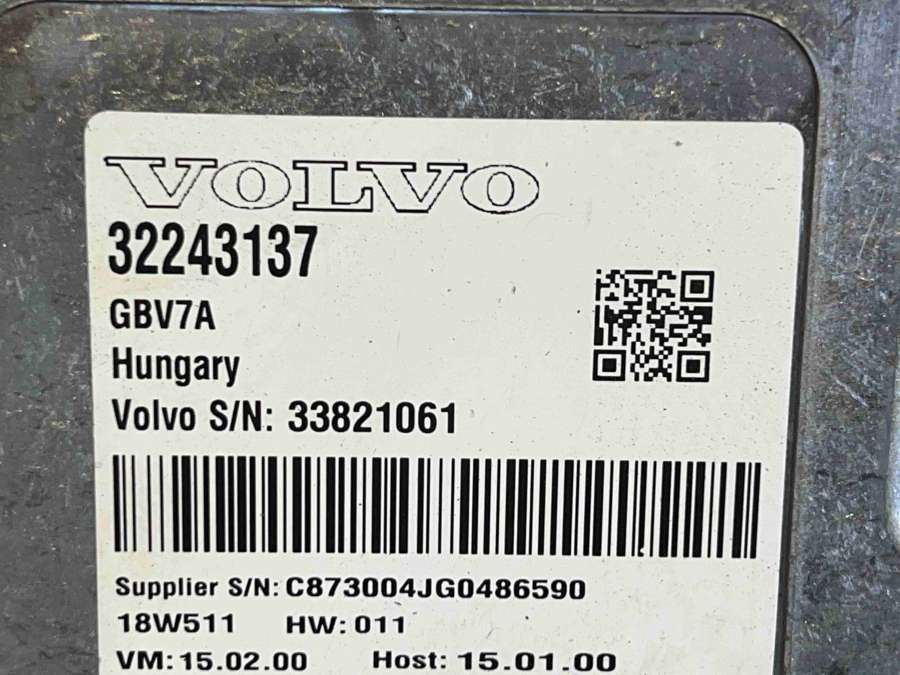 VOLVO
32243137
GBV7A
Hungary
Volvo S/N: 33821061
Supplier S/N: C873004JG0486590
18W511 HW: 011
VM: 15.02.00 Host: 15.01.00